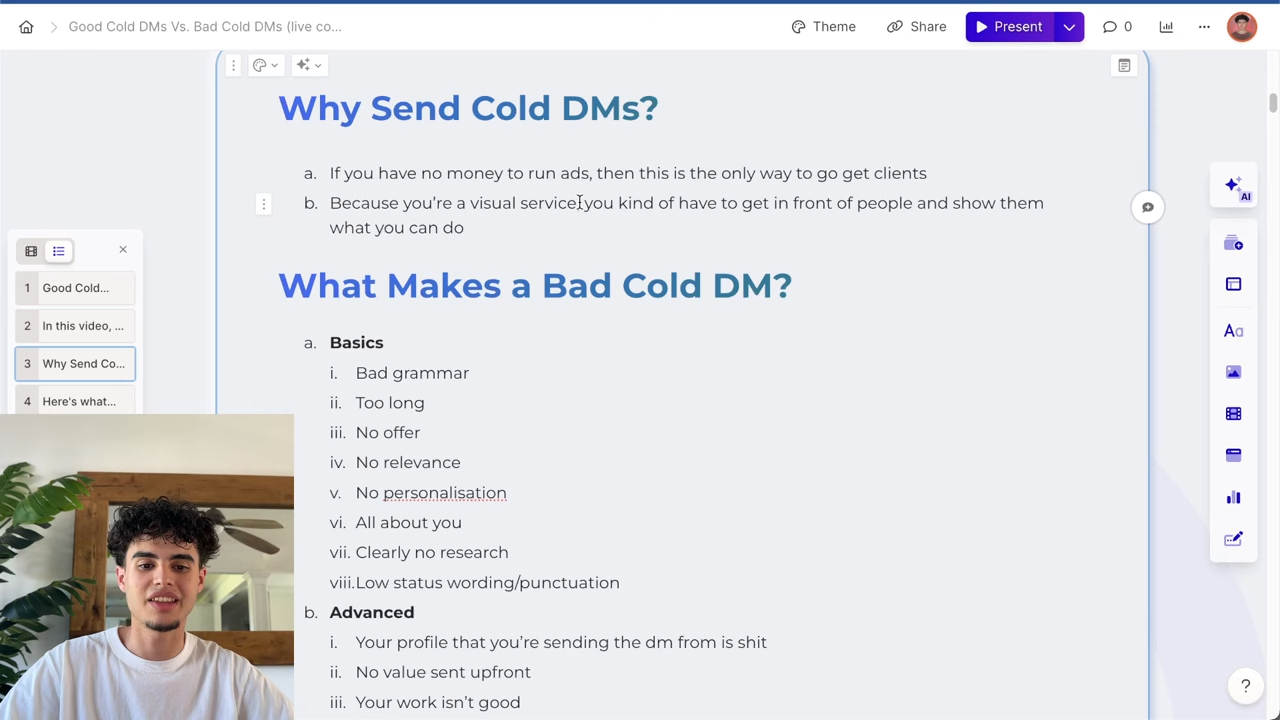 Good Cold DMs Vs. Bad Cold DMs (live co...
Theme
Share
Present
0
Why Send Cold DMs?
a. If you have no money to run ads, then this is the only way to go get clients
b. Because you're a visual service, you kind of have to get in front of people and show them
what you can do
What Makes a Bad Cold DM?
a. Basics
i. Bad grammar
ii. Too long
iii. No offer
iv. No relevance
v. No personalisation
vi. All about you
vii. Clearly no research
viii. Low status wording/punctuation
b. Advanced
i. Your profile that you're sending the dm from is shit
ii. No value sent upfront
iii. Your work isn't good
1 Good Cold...
2 In this video, ...
3 Why Send Co...
4 Here's what...
AI
Aa
?